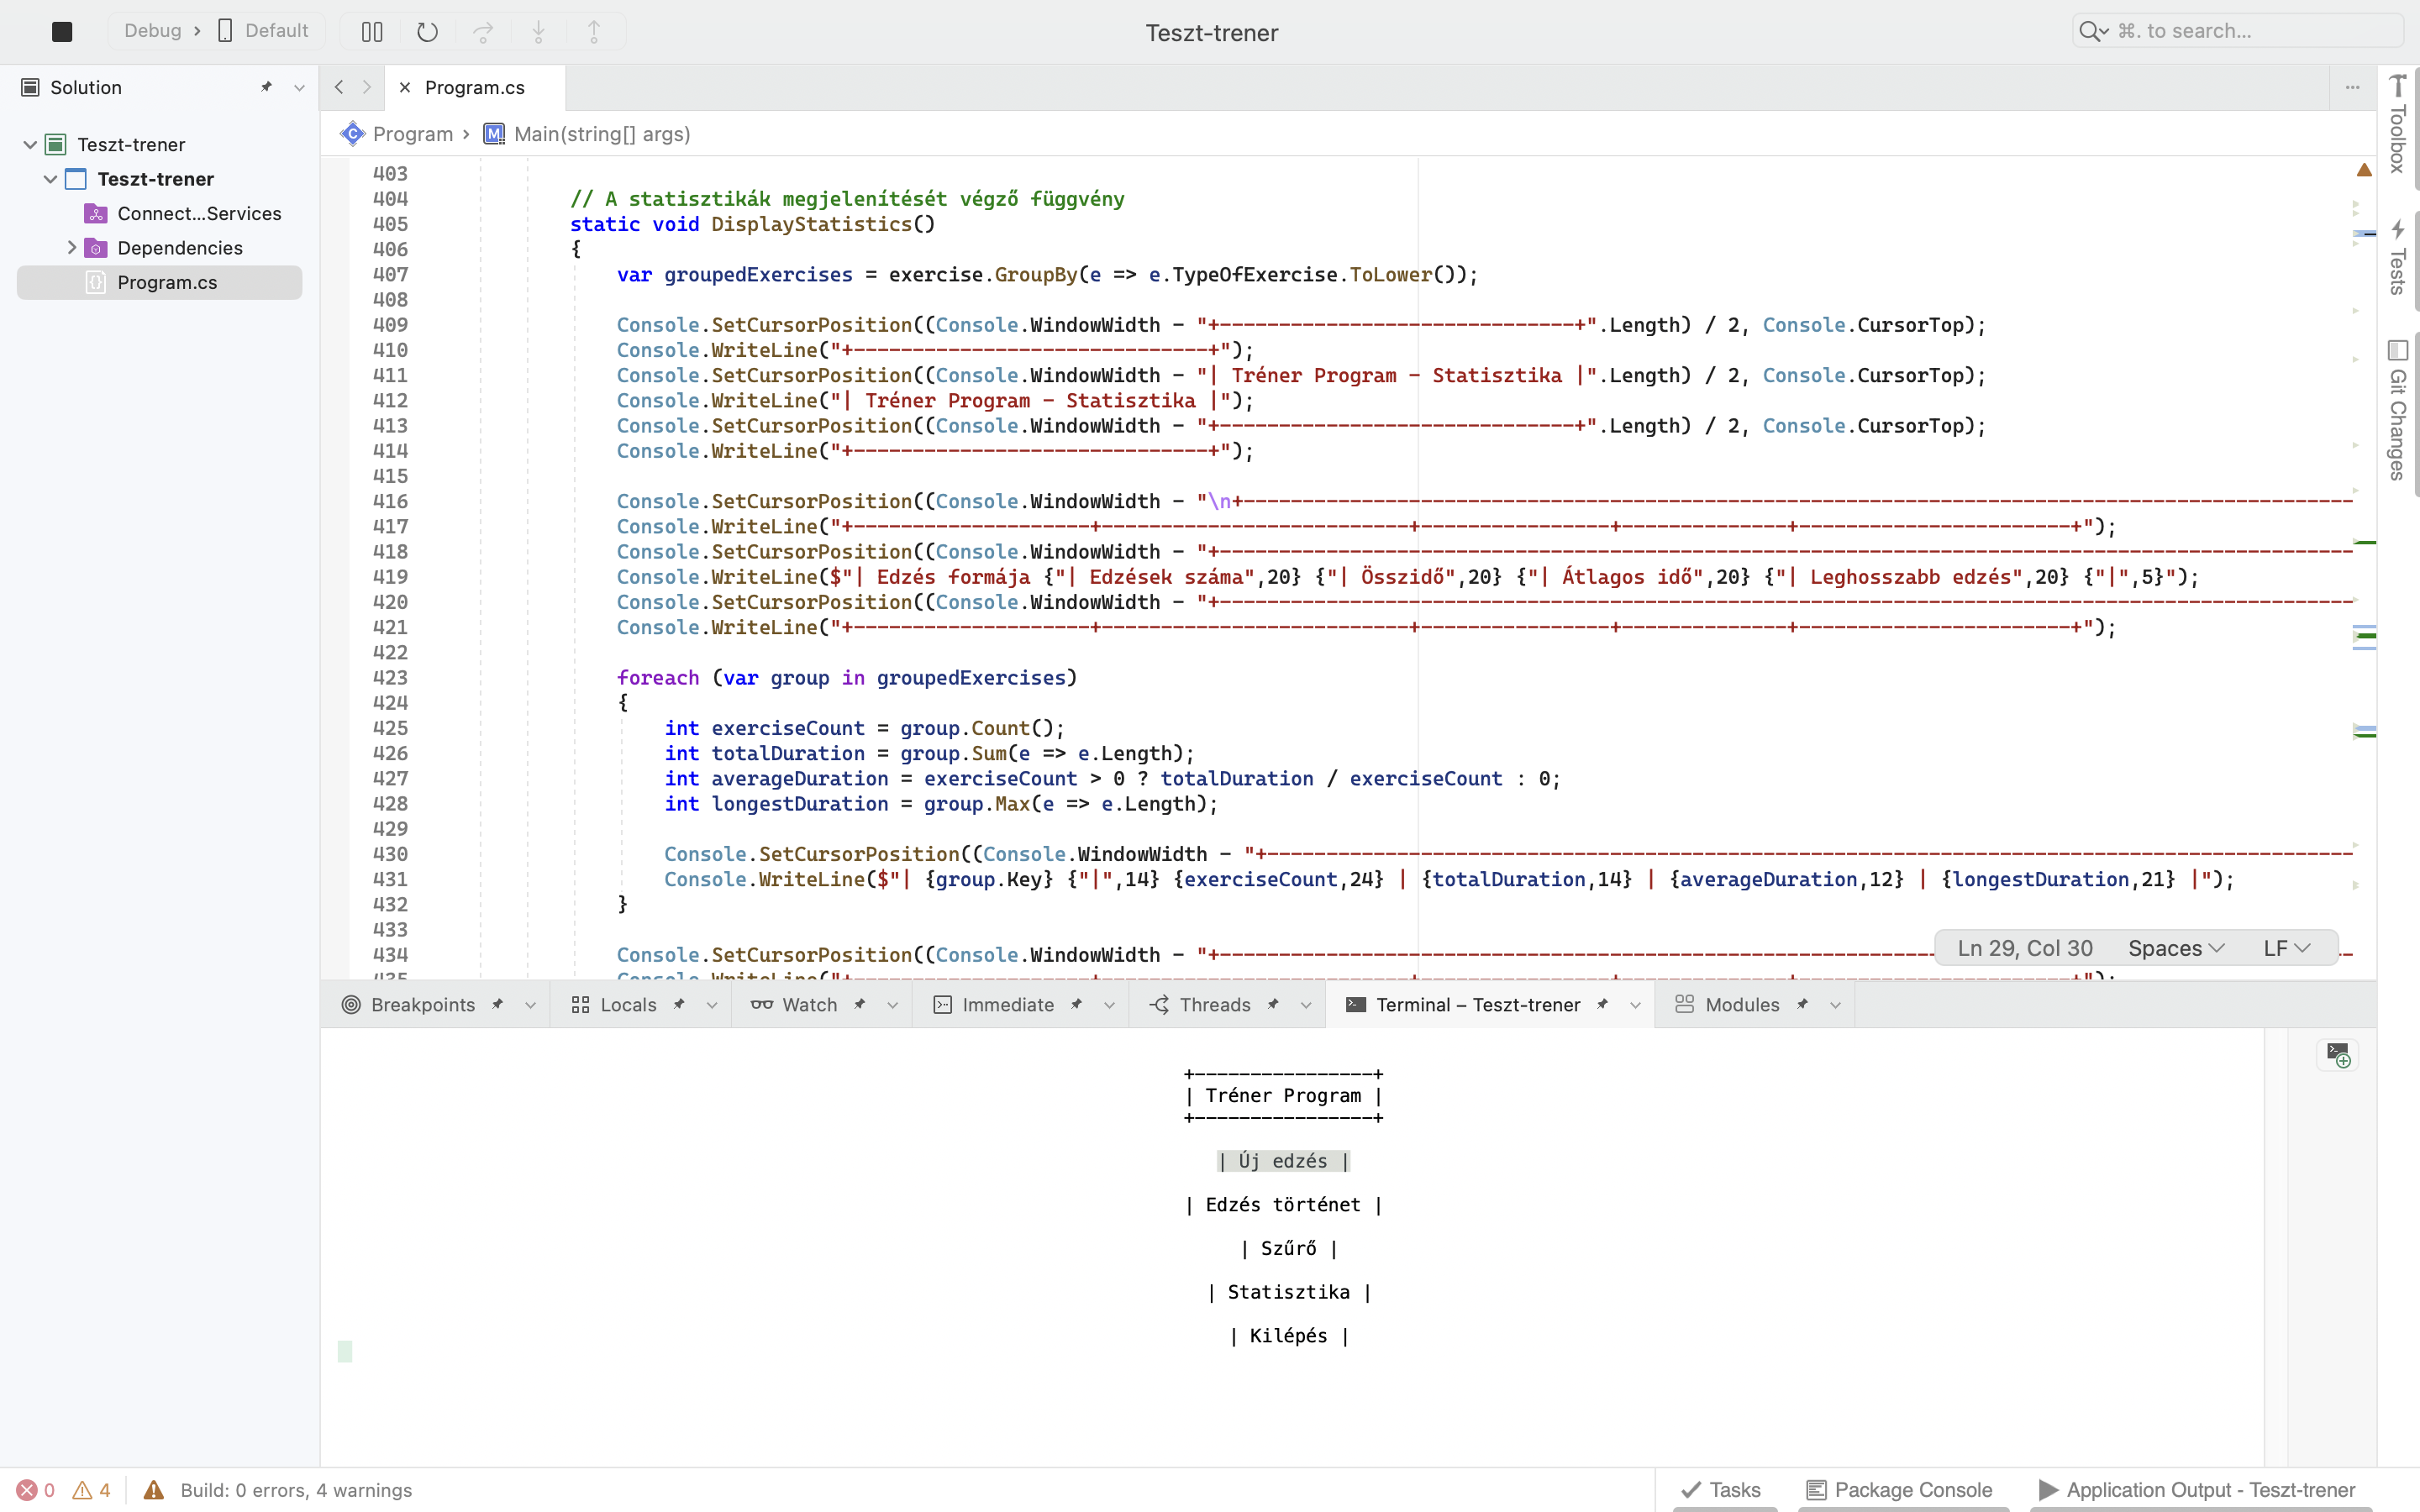 Debug › Default
Teszt-trener
⌘. to search...
Solution
Program.cs
Toolbox
Tests
Git Changes
Teszt-trener
Teszt-trener
Connect...Services
Dependencies
Program.cs
Program › Main(string[] args)
403
404 // A statisztikák megjelenítését végző függvény
405 static void DisplayStatistics()
406 {
407 var groupedExercises = exercise.GroupBy(e => e.TypeOfExercise.ToLower());
408
409 Console.SetCursorPosition((Console.WindowWidth - "+------------------------------+".Length) / 2, Console.CursorTop);
410 Console.WriteLine("+------------------------------+");
411 Console.SetCursorPosition((Console.WindowWidth - "| Tréner Program - Statisztika |".Length) / 2, Console.CursorTop);
412 Console.WriteLine("| Tréner Program - Statisztika |");
413 Console.SetCursorPosition((Console.WindowWidth - "+------------------------------+".Length) / 2, Console.CursorTop);
414 Console.WriteLine("+------------------------------+");
415
416 Console.SetCursorPosition((Console.WindowWidth - "\n+----------------------------------------------------------------------------------------------
417 Console.WriteLine("+--------------------+--------------------------+----------------+--------------+-----------------------+");
418 Console.SetCursorPosition((Console.WindowWidth - "+------------------------------------------------------------------------------------------------
419 Console.WriteLine($"| Edzés formája {"| Edzések száma",20} {"| Összidő",20} {"| Átlagos idő",20} {"| Leghosszabb edzés",20} {"|",5}");
420 Console.SetCursorPosition((Console.WindowWidth - "+------------------------------------------------------------------------------------------------
421 Console.WriteLine("+--------------------+--------------------------+----------------+--------------+-----------------------+");
422
423 foreach (var group in groupedExercises)
424 {
425 int exerciseCount = group.Count();
426 int totalDuration = group.Sum(e => e.Length);
427 int averageDuration = exerciseCount > 0 ? totalDuration / exerciseCount : 0;
428 int longestDuration = group.Max(e => e.Length);
429
430 Console.SetCursorPosition((Console.WindowWidth - "+--------------------------------------------------------------------------------------------
431 Console.WriteLine($"| {group.Key} {"|",14} {exerciseCount,24} | {totalDuration,14} | {averageDuration,12} | {longestDuration,21} |");
432 }
433
434 Console.SetCursorPosition((Console.WindowWidth - "+------------------------------------------------------------
435 Console.WriteLine("+--------------------+--------------------------+----------------+--------------+-----------------------+");
Ln 29, Col 30 Spaces LF
Breakpoints Locals Watch Immediate Threads Terminal – Teszt-trener Modules
+----------------+
| Tréner Program |
+----------------+
| Új edzés |
| Edzés történet |
| Szűrő |
| Statisztika |
| Kilépés |
0 4 Build: 0 errors, 4 warnings
Tasks Package Console Application Output - Teszt-trener